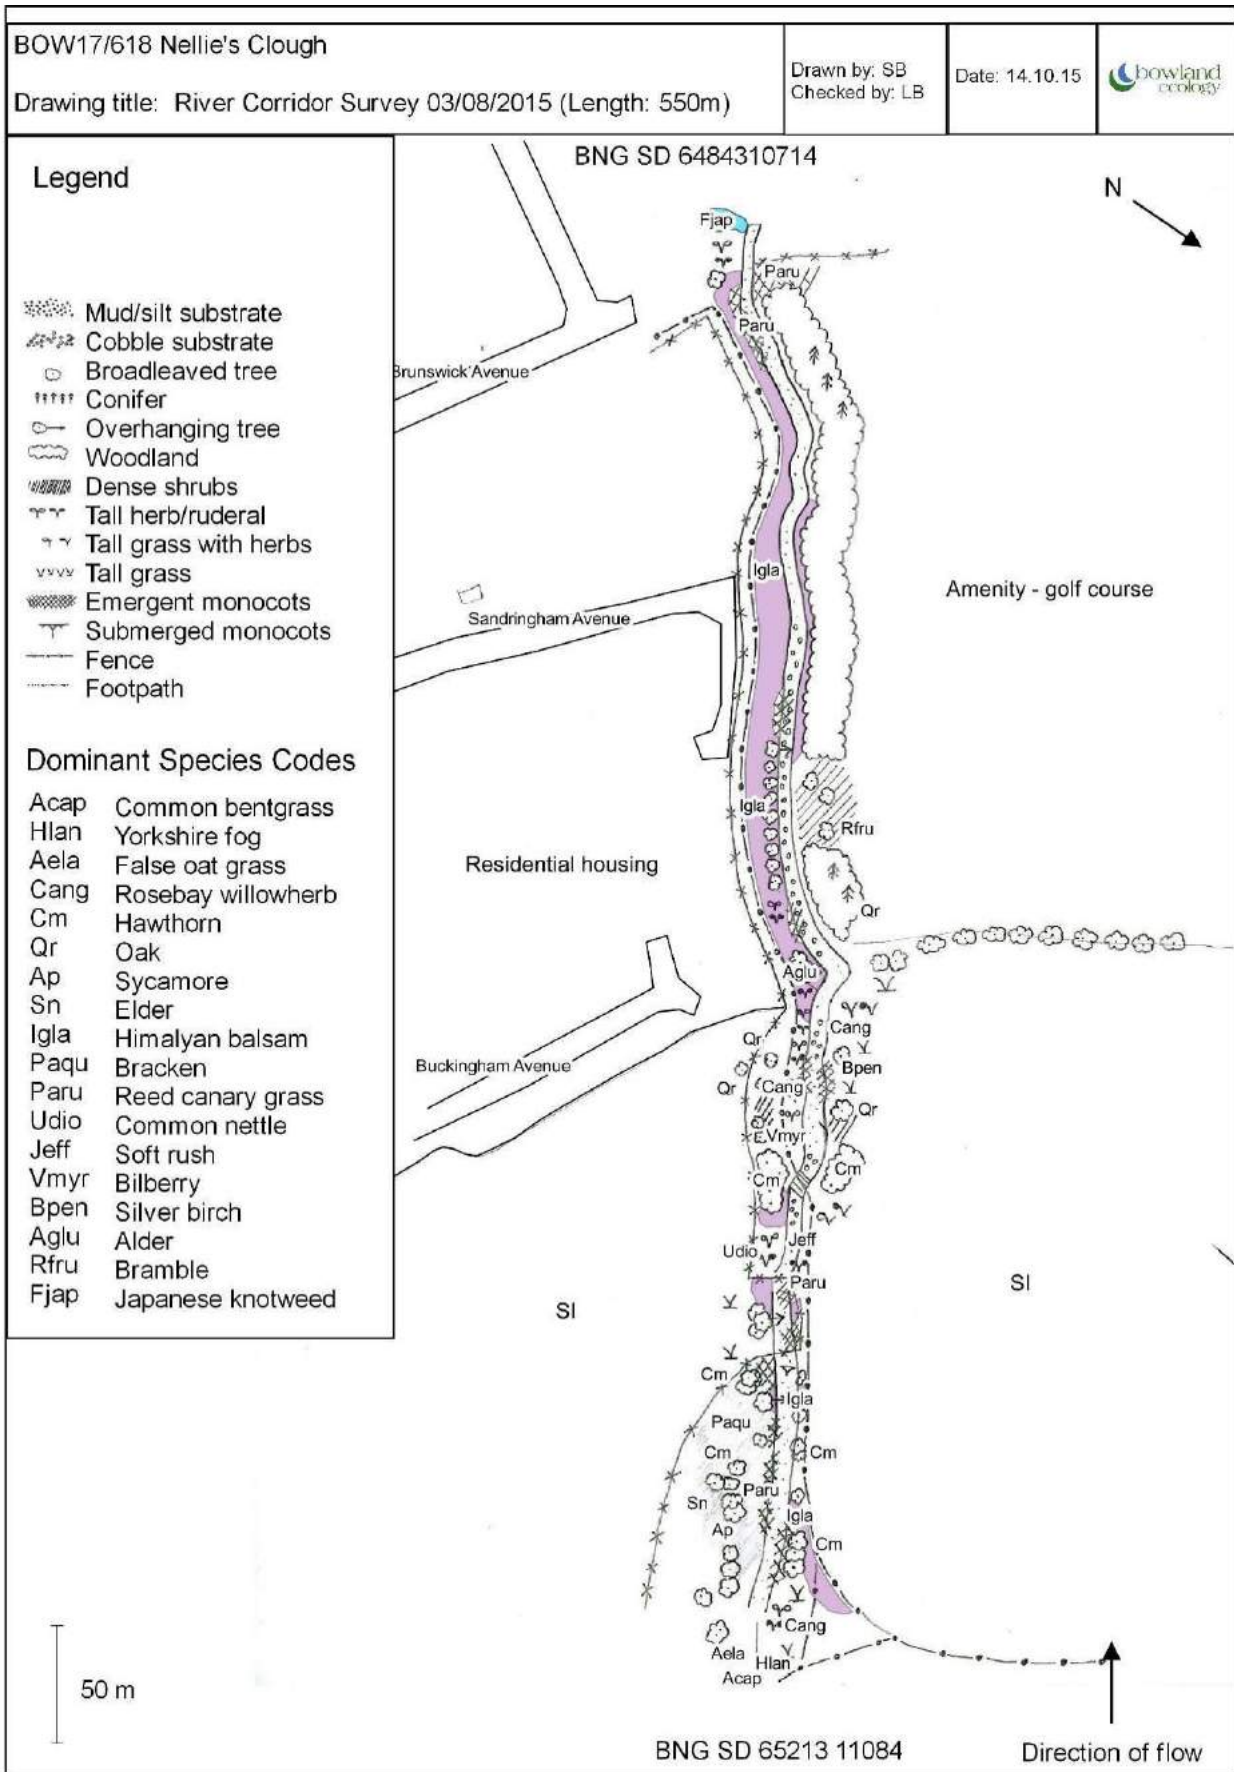 BOW17/618 Nellie's Clough
Drawing title: River Corridor Survey 03/08/2015 (Length: 550m)
Drawn by: SB
Checked by: LB
Date: 14.10.15
bowland
ecology
Legend
Mud/silt substrate
Cobble substrate
Broadleaved tree
Conifer
Overhanging tree
Woodland
Dense shrubs
Tall herb/ruderal
Tall grass with herbs
Tall grass
Emergent monocots
Submerged monocots
Fence
Footpath
Dominant Species Codes
Acap Common bentgrass
Hlan Yorkshire fog
Aela False oat grass
Cang Rosebay willowherb
Cm Hawthorn
Qr Oak
Ap Sycamore
Sn Elder
Igla Himalyan balsam
Paqu Bracken
Paru Reed canary grass
Udio Common nettle
Jeff Soft rush
Vmyr Bilberry
Bpen Silver birch
Aglu Alder
Rfru Bramble
Fjap Japanese knotweed
BNG SD 6484310714
N
Fjap
Paru
Paru
Brunswick Avenue
Igla
Amenity - golf course
Sandringham Avenue
Igla
Rfru
Residential housing
Qr
Aglu
Cang
Qr
Buckingham Avenue
Bpen
Qr
Cang
Qr
Vmyr
Cm
Cm
Udio
Jeff
Paru
SI
SI
Cm
Igla
Paqu
Cm
Cm
Paru
Sn
Igla
Ap
Cm
Cang
Aela
Hlan
Acap
50 m
BNG SD 65213 11084
Direction of flow